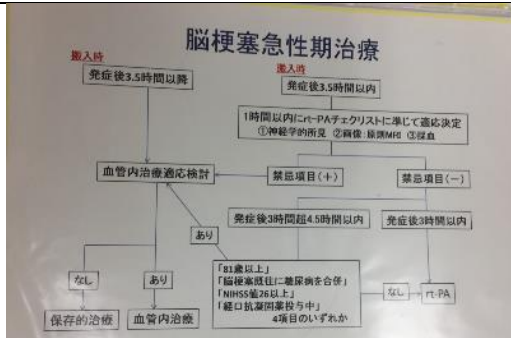 脳梗塞急性期治療
搬入時
発症後3.5時間以降
搬入時
発症後3.5時間以内
1時間以内にrt-PAチェックリストに準じて適応決定
①神経学的所見 ②画像:原則MRI ③採血
血管内治療適応検討
禁忌項目(+)
禁忌項目(-)
発症後3時間超4.5時間以内
発症後3時間以内
あり
なし
あり
「81歳以上」
「脳梗塞既往に糖尿病を合併」
「NIHSS値26以上」
「経口抗凝固薬投与中」
4項目のいずれか
なし
rt-PA
保存的治療
血管内治療